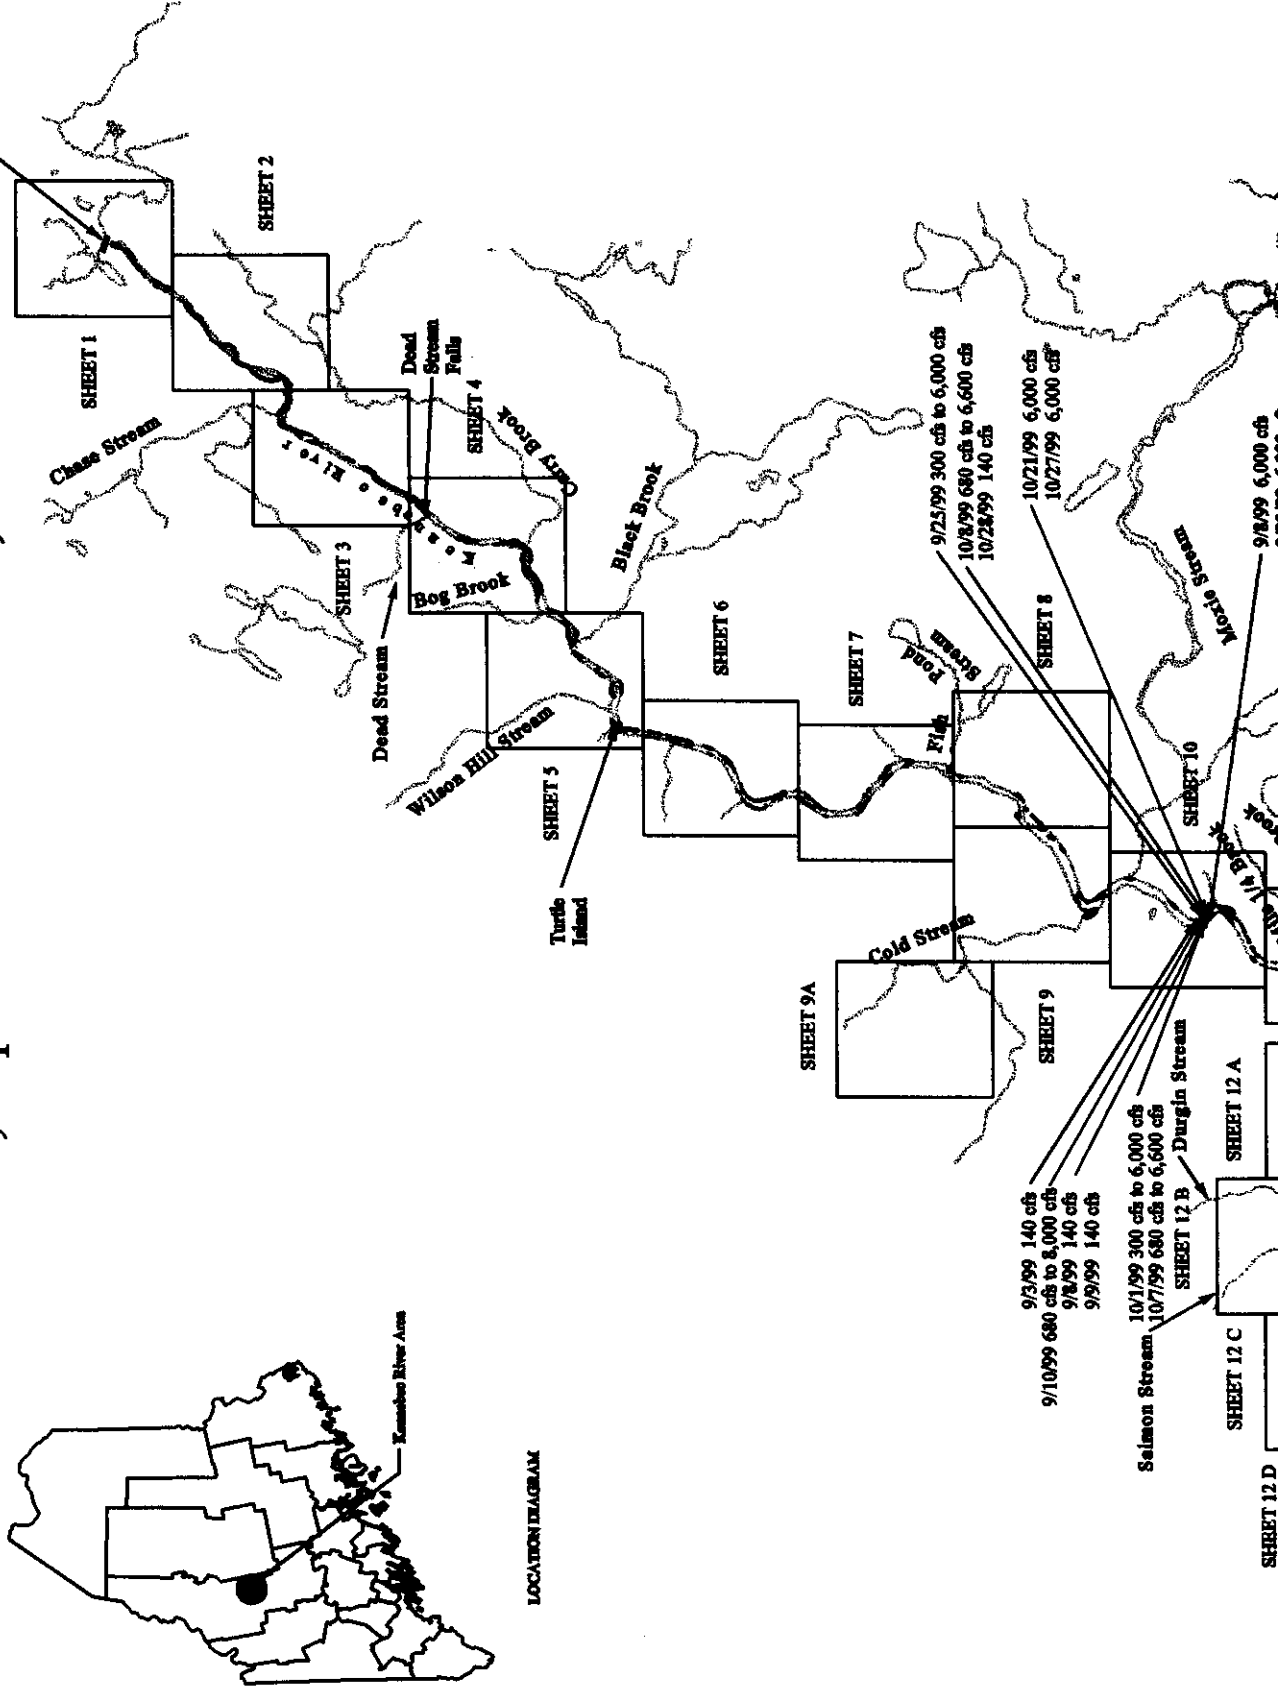 SHEET 1
SHEET 2
Chase Stream
SHEET 3
Kennebec River
Dead
Stream
Falls
SHEET 4
Dead Stream
Bog Brook
Black Brook
Wilson Hill Stream
SHEET 5
Turtle
Island
SHEET 6
SHEET 7
Fish
Pond
Stream
SHEET 8
9/25/99 300 cfs to 6,000 cfs
10/8/99 680 cfs to 6,600 cfs
10/28/99 140 cfs
10/21/99 6,000 cfs
10/27/99 6,000 cfs
Moxie Stream
9/8/99 6,000 cfs
SHEET 10
1/4 Brook
Brook
Cold Stream
SHEET 9A
SHEET 9
9/3/99 140 cfs
9/10/99 680 cfs to 8,000 cfs
9/8/99 140 cfs
9/9/99 140 cfs
10/1/99 300 cfs to 6,000 cfs
10/7/99 680 cfs to 6,600 cfs
Durgin Stream
Salmon Stream
SHEET 12 A
SHEET 12 B
SHEET 12 C
SHEET 12 D
Kennebec River Area
LOCATION DIAGRAM